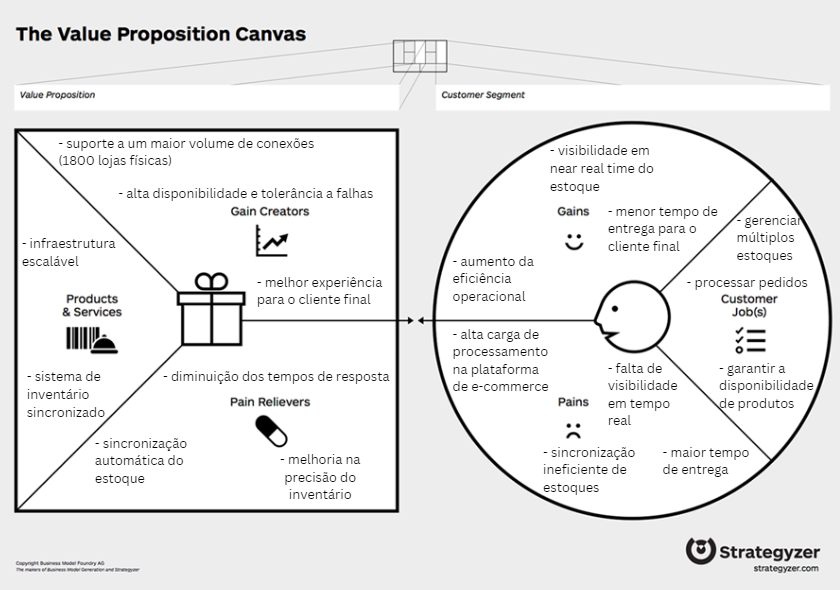 The Value Proposition Canvas
Value Proposition
Customer Segment
- suporte a um maior volume de conexões
(1800 lojas físicas)
- alta disponibilidade e tolerância a falhas
Gain Creators
- infraestrutura
escalável
- melhor experiência
para o cliente final
Products
& Services
- sistema de
inventário
sincronizado
- diminuição dos tempos de resposta
Pain Relievers
- sincronização
automática do
estoque
- melhoria na
precisão do
inventário
- visibilidade em
near real time do
estoque
Gains
- menor tempo de
entrega para o
cliente final
- aumento da
eficiência
operacional
- gerenciar
múltiplos
estoques
- processar pedidos
Customer
Job(s)
- garantir a
disponibilidade
de produtos
- alta carga de
processamento
na plataforma
de e-commerce
- falta de
visibilidade
em tempo
real
Pains
- sincronização
ineficiente de
estoques
- maior tempo
de entrega
Copyright Business Model Foundry AG
The makers of Business Model Generation and Strategyzer
Strategyzer
strategyzer.com